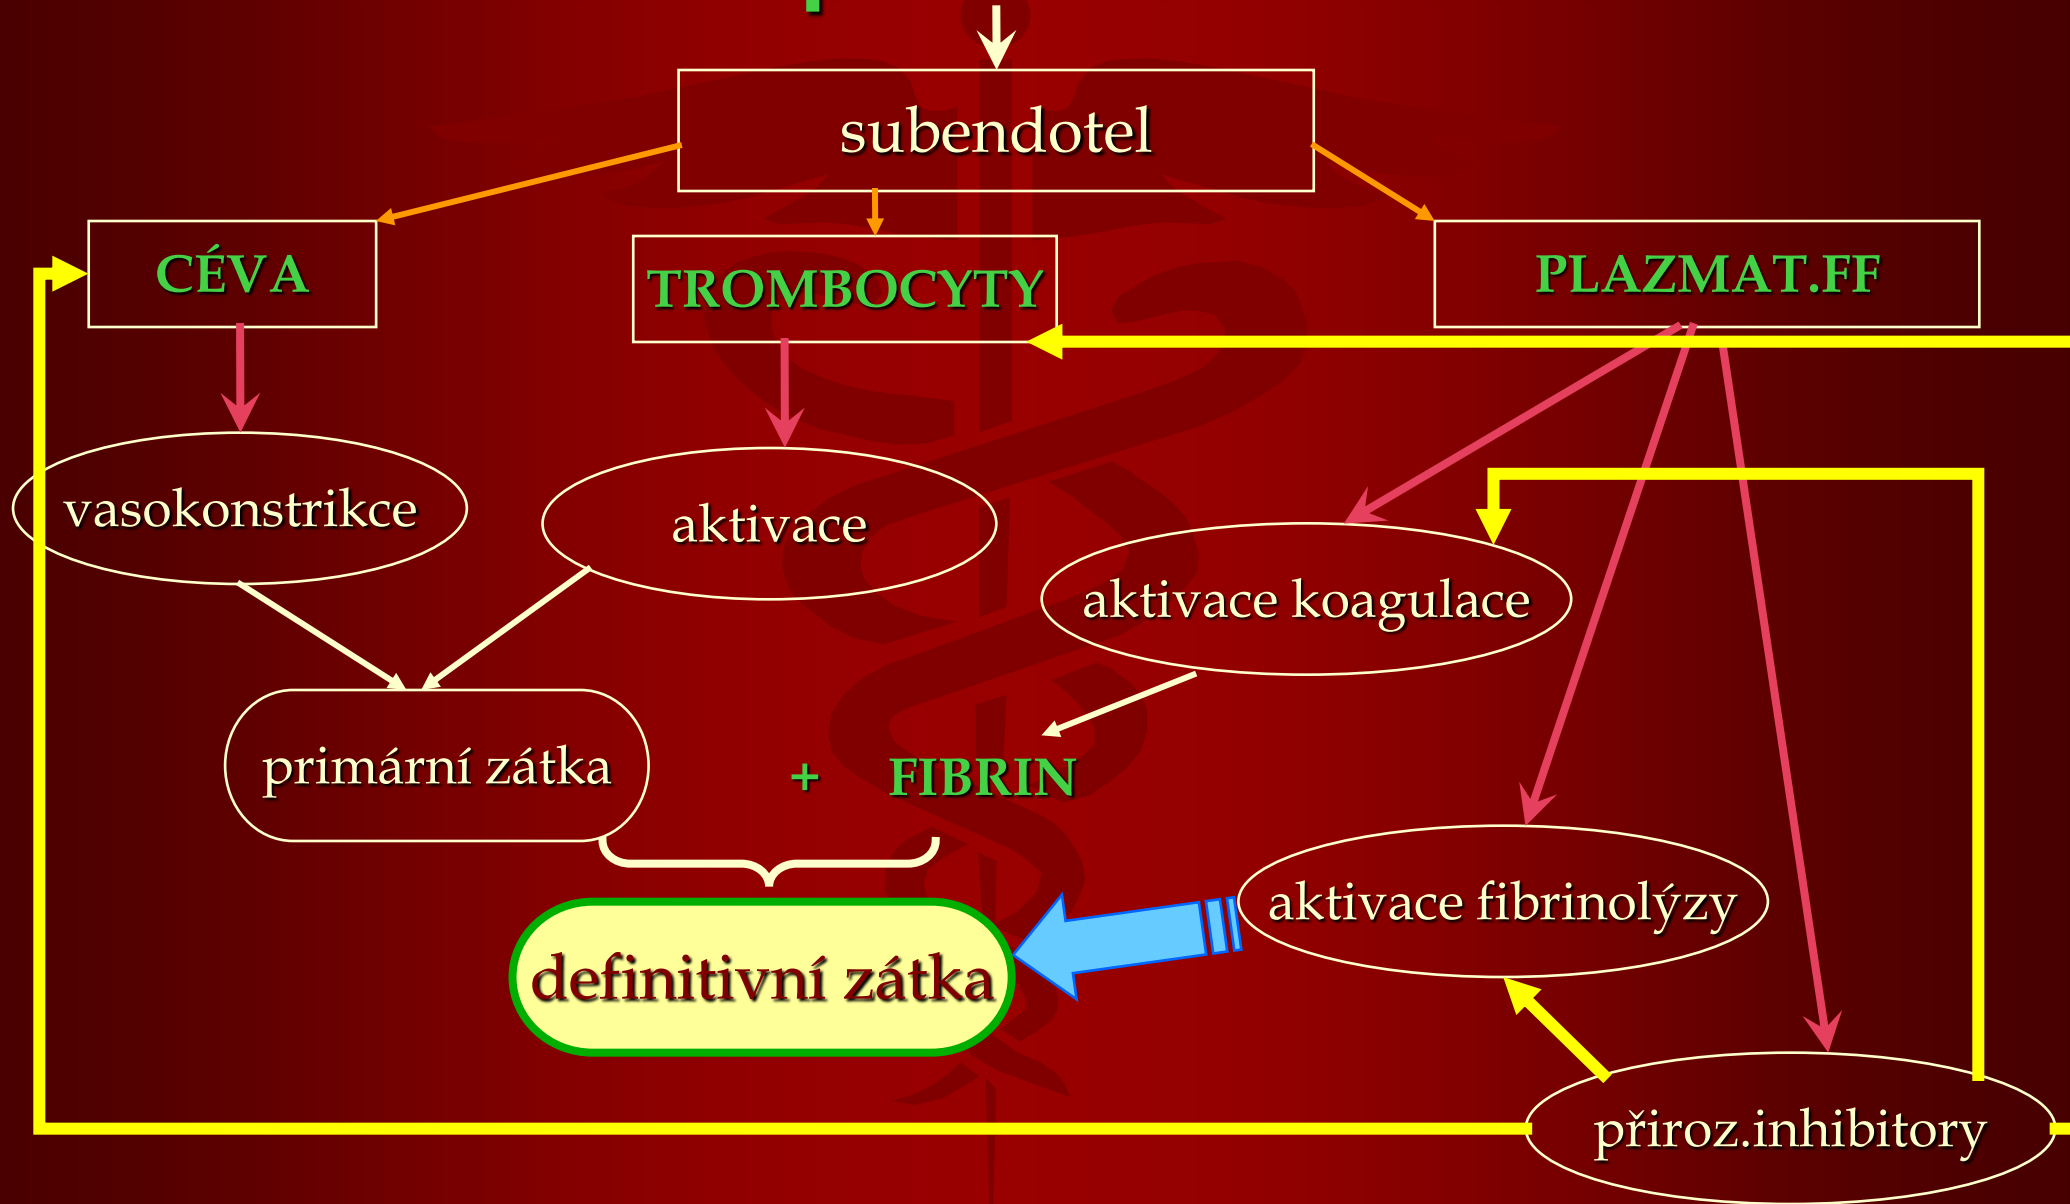 subendotel
CÉVA
TROMBOCYTY
PLAZMAT.FF
vasokonstrikce
aktivace
aktivace koagulace
primární zátka
+ FIBRIN
aktivace fibrinolýzy
definitivní zátka
přiroz.inhibitory